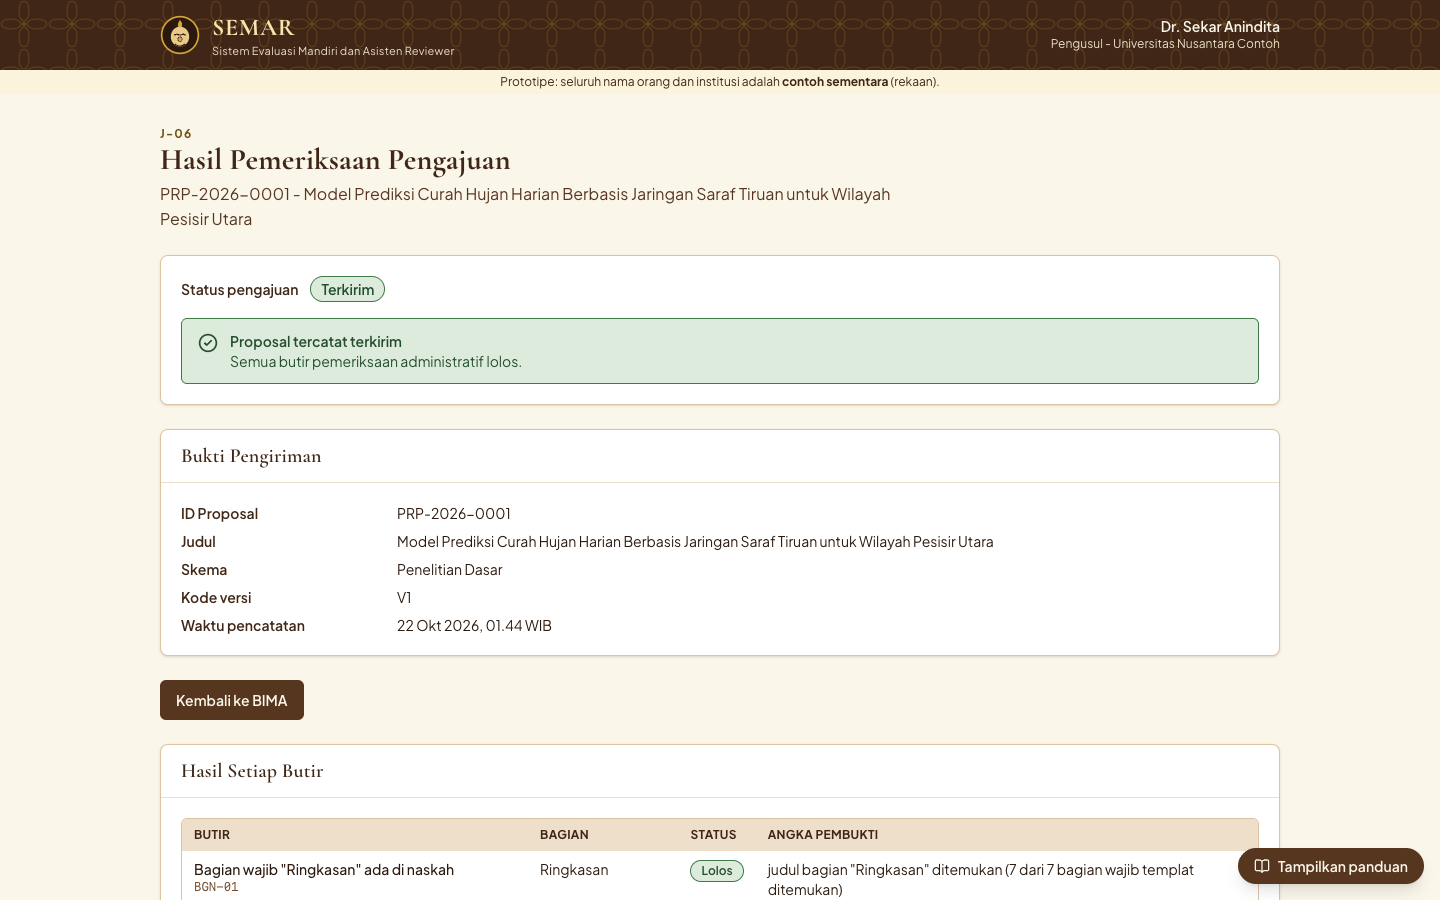 SEMAR
Sistem Evaluasi Mandiri dan Asisten Reviewer
Dr. Sekar Anindita
Pengusul - Universitas Nusantara Contoh
Prototipe: seluruh nama orang dan institusi adalah contoh sementara (rekaan).
J-06
Hasil Pemeriksaan Pengajuan
PRP-2026-0001 - Model Prediksi Curah Hujan Harian Berbasis Jaringan Saraf Tiruan untuk Wilayah
Pesisir Utara
Status pengajuan Terkirim
Proposal tercatat terkirim
Semua butir pemeriksaan administratif lolos.
Bukti Pengiriman
ID Proposal PRP-2026-0001
Judul Model Prediksi Curah Hujan Harian Berbasis Jaringan Saraf Tiruan untuk Wilayah Pesisir Utara
Skema Penelitian Dasar
Kode versi V1
Waktu pencatatan 22 Okt 2026, 01.44 WIB
Kembali ke BIMA
Hasil Setiap Butir
BUTIR BAGIAN STATUS ANGKA PEMBUKTI
Bagian wajib "Ringkasan" ada di naskah Ringkasan Lolos judul bagian "Ringkasan" ditemukan (7 dari 7 bagian wajib templat
BGN-01 ditemukan)
Tampilkan panduan